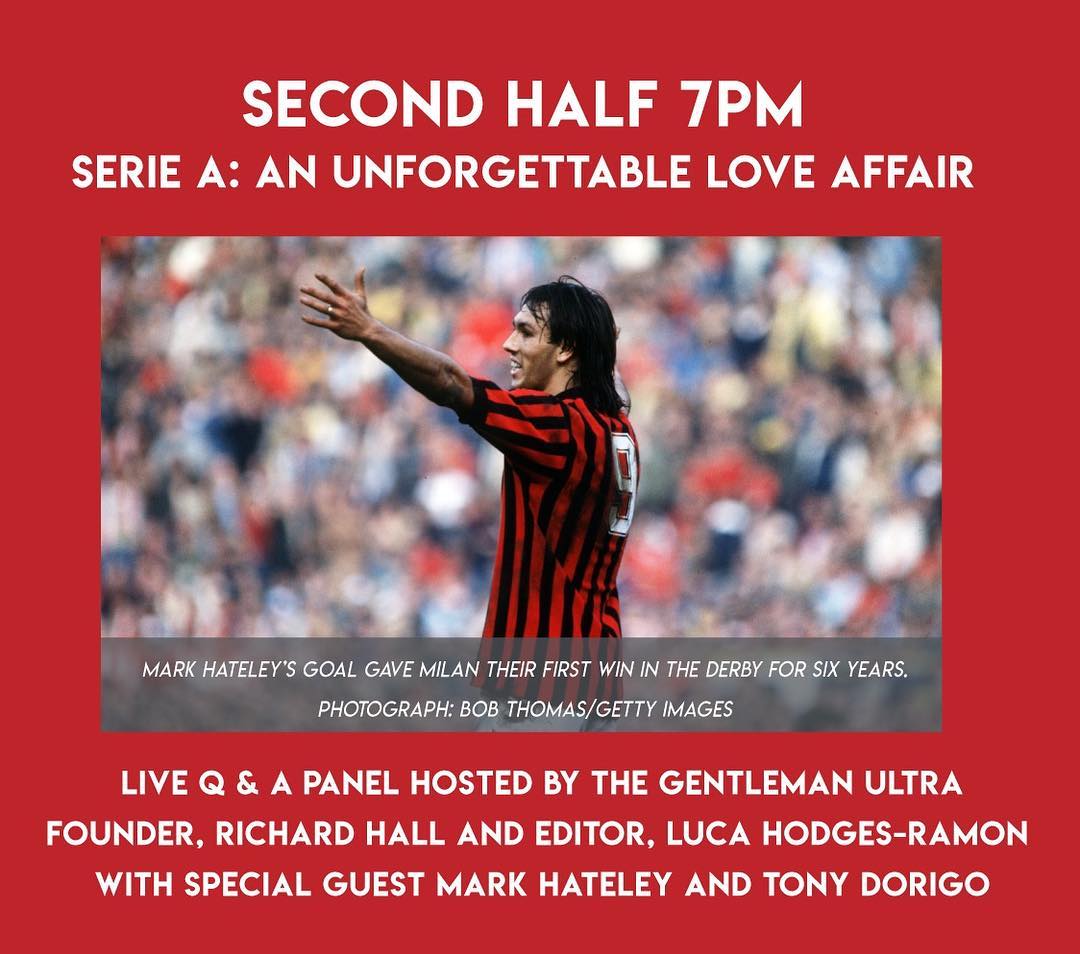 SECOND HALF 7PM
SERIE A: AN UNFORGETTABLE LOVE AFFAIR
9
MARK HATELEY'S GOAL GAVE MILAN THEIR FIRST WIN IN THE DERBY FOR SIX YEARS.
PHOTOGRAPH: BOB THOMAS/GETTY IMAGES
LIVE Q & A PANEL HOSTED BY THE GENTLEMAN ULTRA
FOUNDER, RICHARD HALL AND EDITOR, LUCA HODGES-RAMON
WITH SPECIAL GUEST MARK HATELEY AND TONY DORIGO